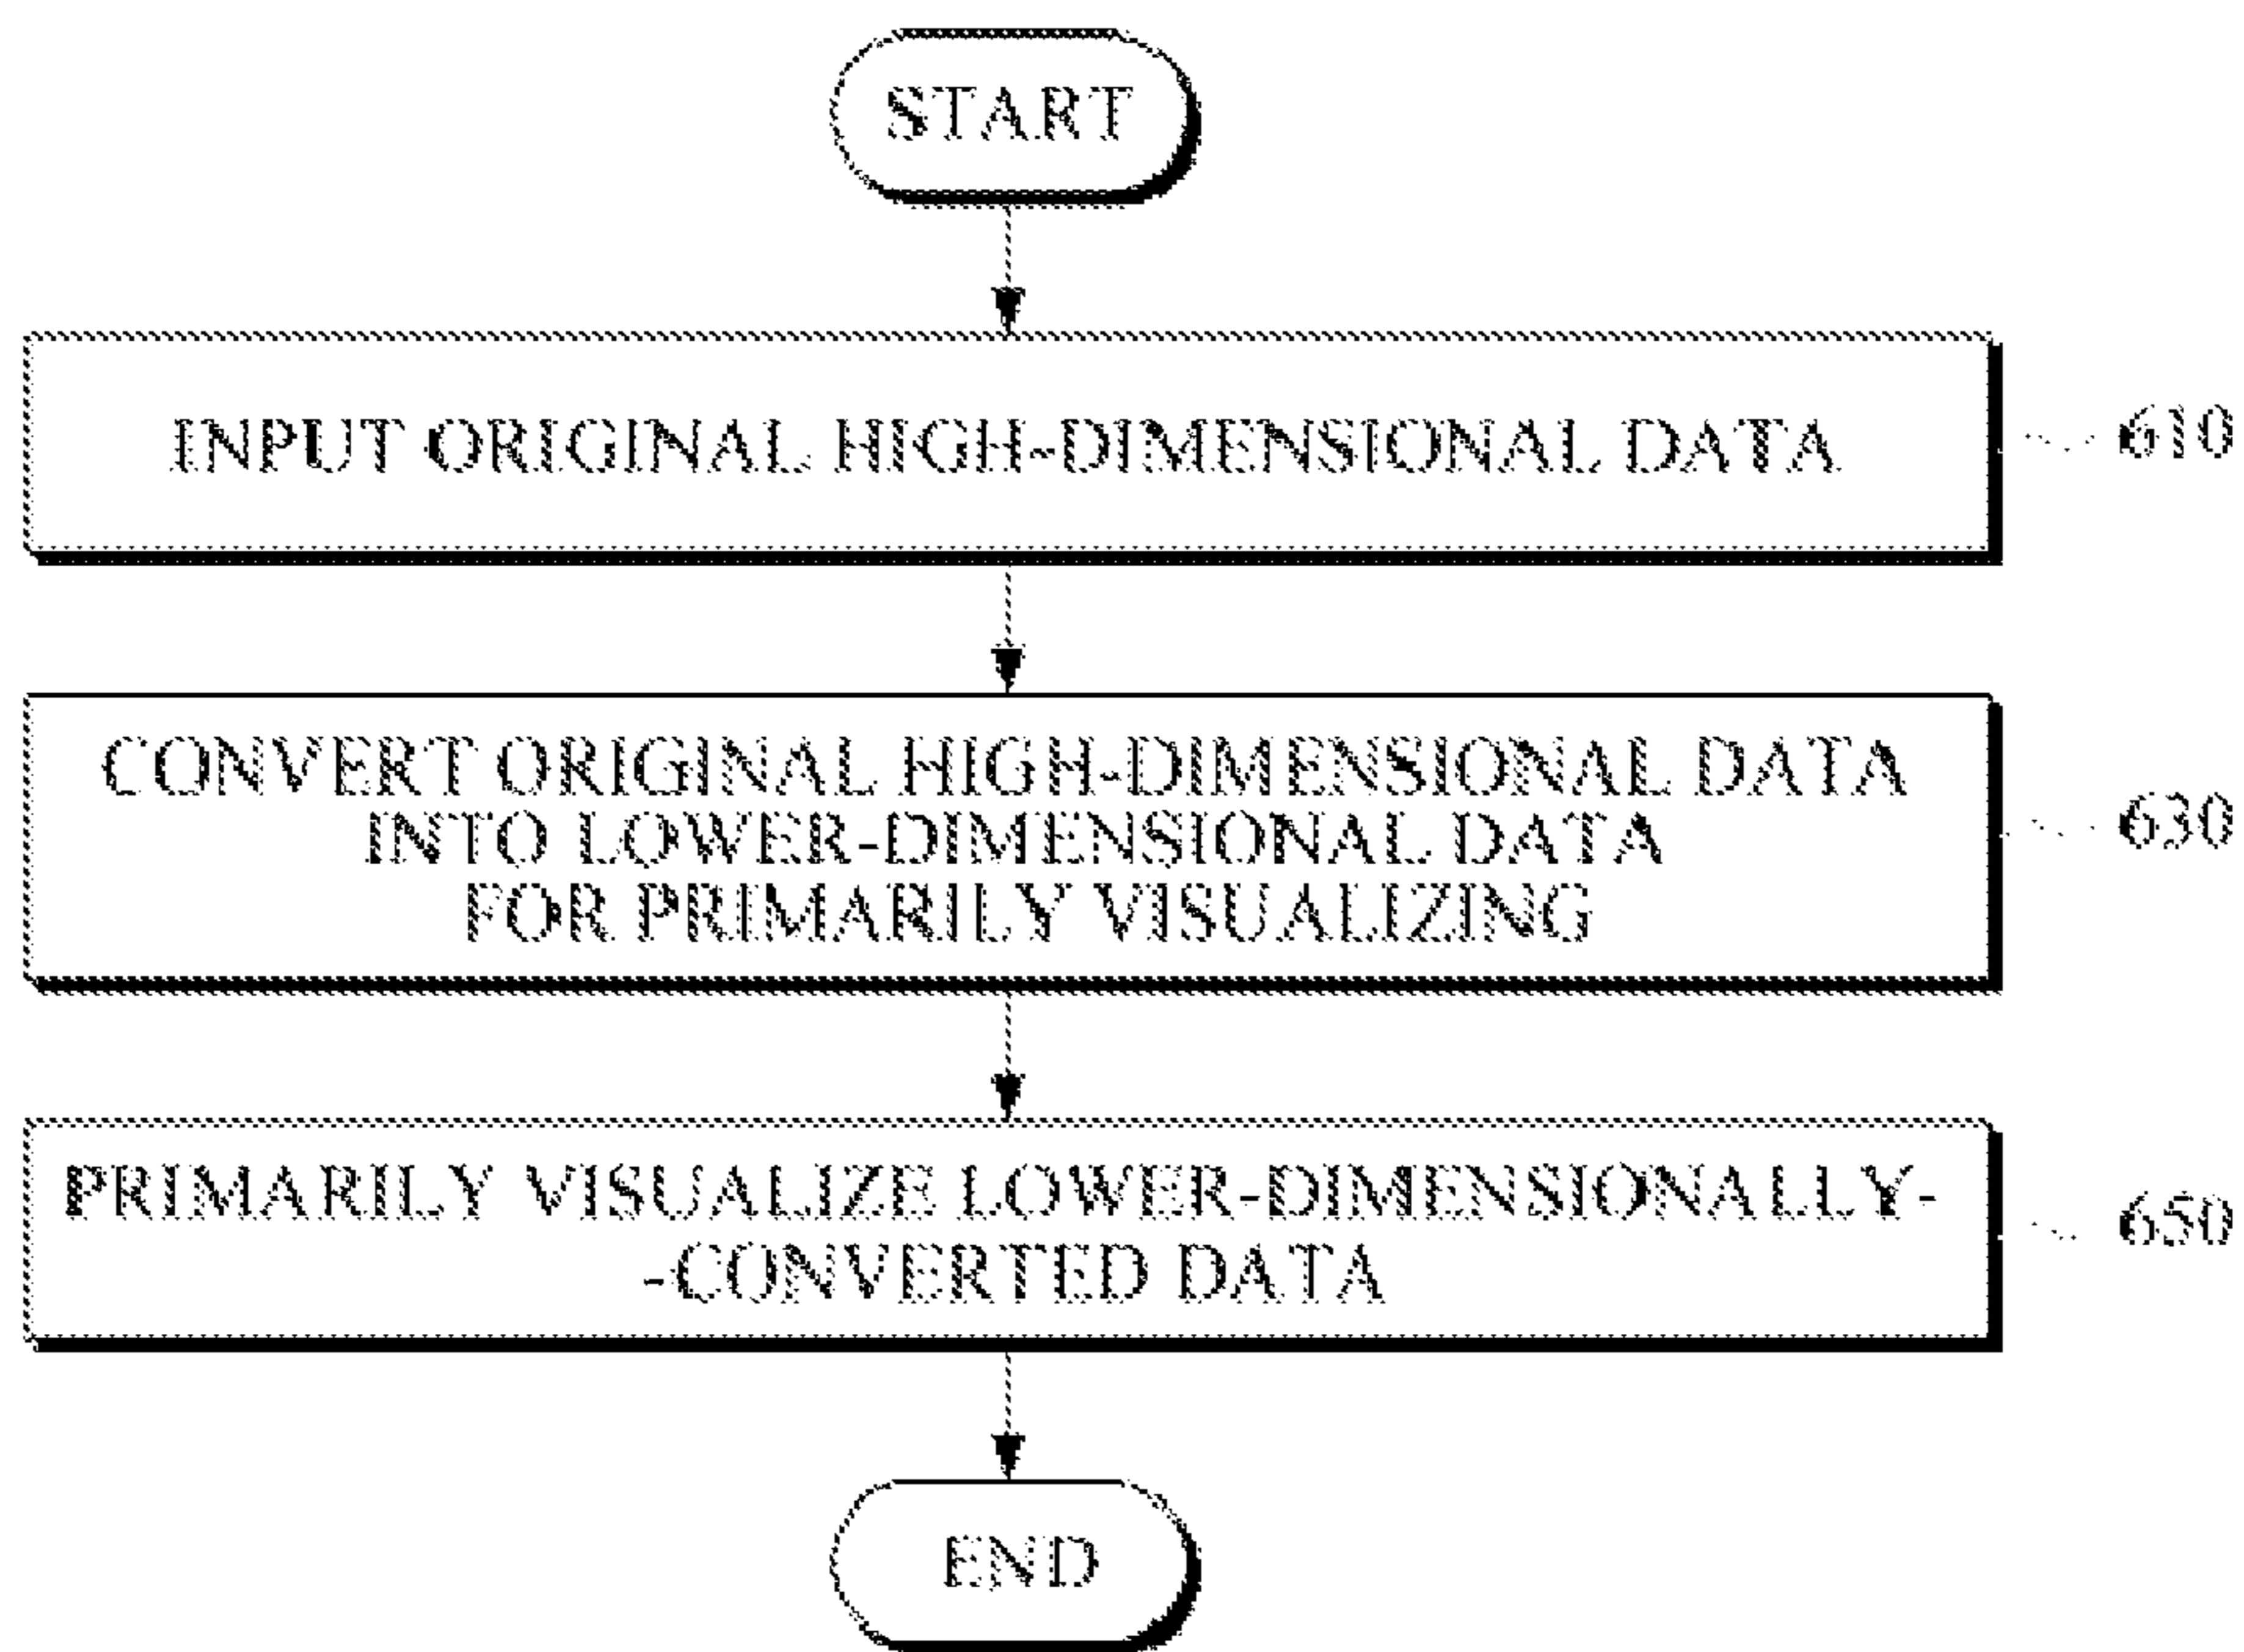 START
INPUT ORIGINAL HIGH-DIMENSIONAL DATA
610
CONVERT ORIGINAL HIGH-DIMENSIONAL DATA
INTO LOWER-DIMENSIONAL DATA
FOR PRIMARILY VISUALIZING
630
PRIMARILY VISUALIZE LOWER-DIMENSIONALLY-
-CONVERTED DATA
650
END